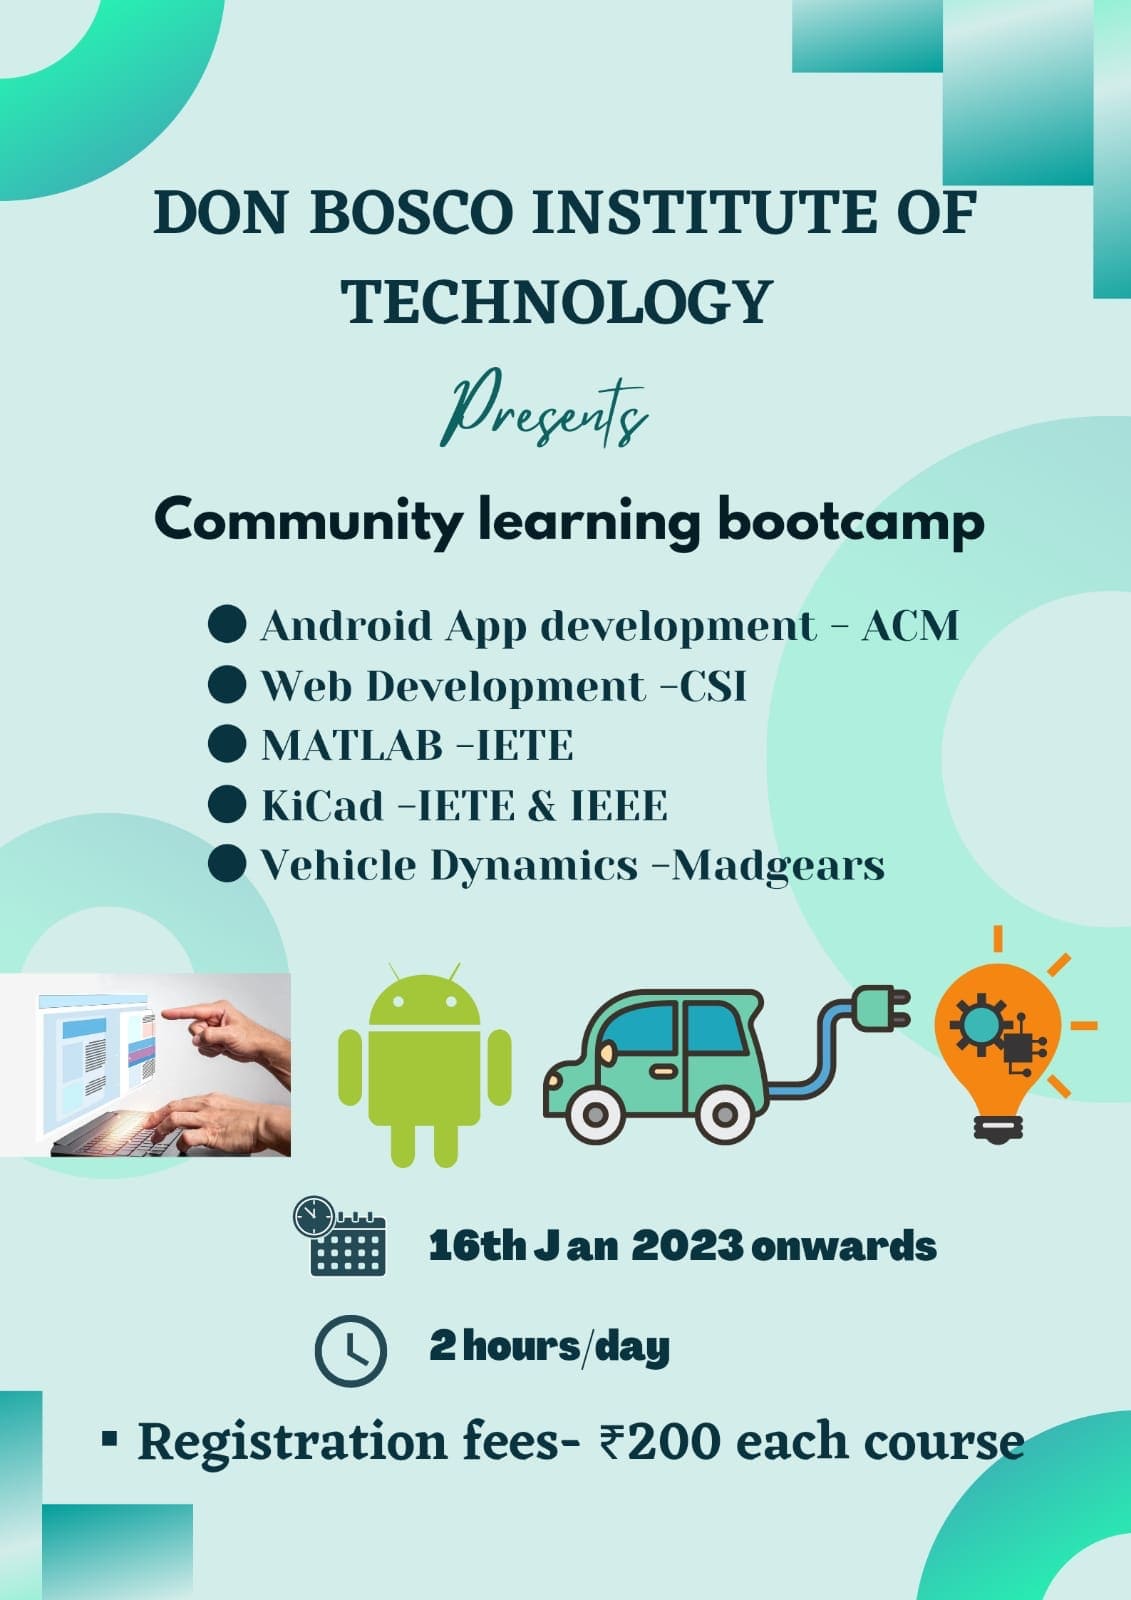 DON BOSCO INSTITUTE OF
TECHNOLOGY
Presents
Community learning bootcamp
● Android App development - ACM
● Web Development -CSI
● MATLAB -IETE
● KiCad -IETE & IEEE
● Vehicle Dynamics -Madgears
16th Jan 2023 onwards
2 hours/day
▪ Registration fees- ₹200 each course